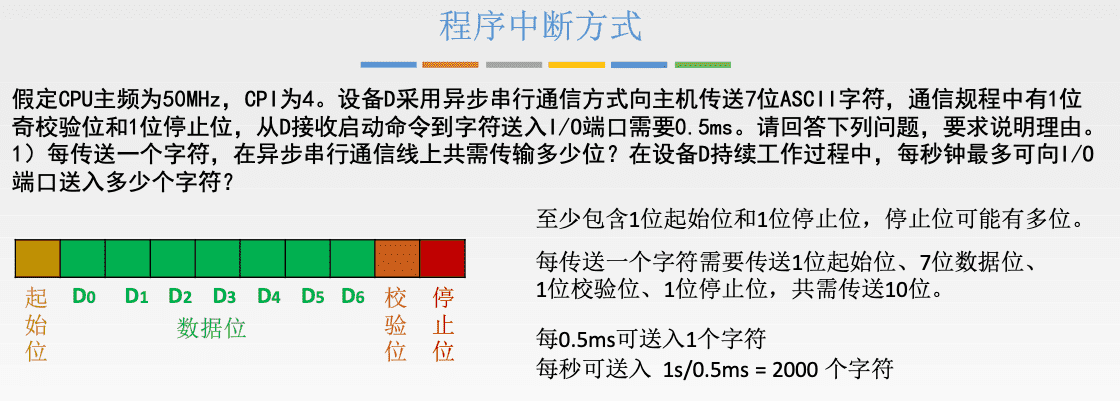 程序中断方式
假定CPU主频为50MHz，CPI为4。设备D采用异步串行通信方式向主机传送7位ASCII字符，通信规程中有1位
奇校验位和1位停止位，从D接收启动命令到字符送入I/O端口需要0.5ms。请回答下列问题，要求说明理由。
1）每传送一个字符，在异步串行通信线上共需传输多少位？在设备D持续工作过程中，每秒钟最多可向I/O
端口送入多少个字符？
至少包含1位起始位和1位停止位，停止位可能有多位。
每传送一个字符需要传送1位起始位、7位数据位、
1位校验位、1位停止位，共需传送10位。
每0.5ms可送入1个字符
每秒可送入 1s/0.5ms = 2000 个字符
起始位
D0 D1 D2 D3 D4 D5 D6
数据位
校验位
停止位